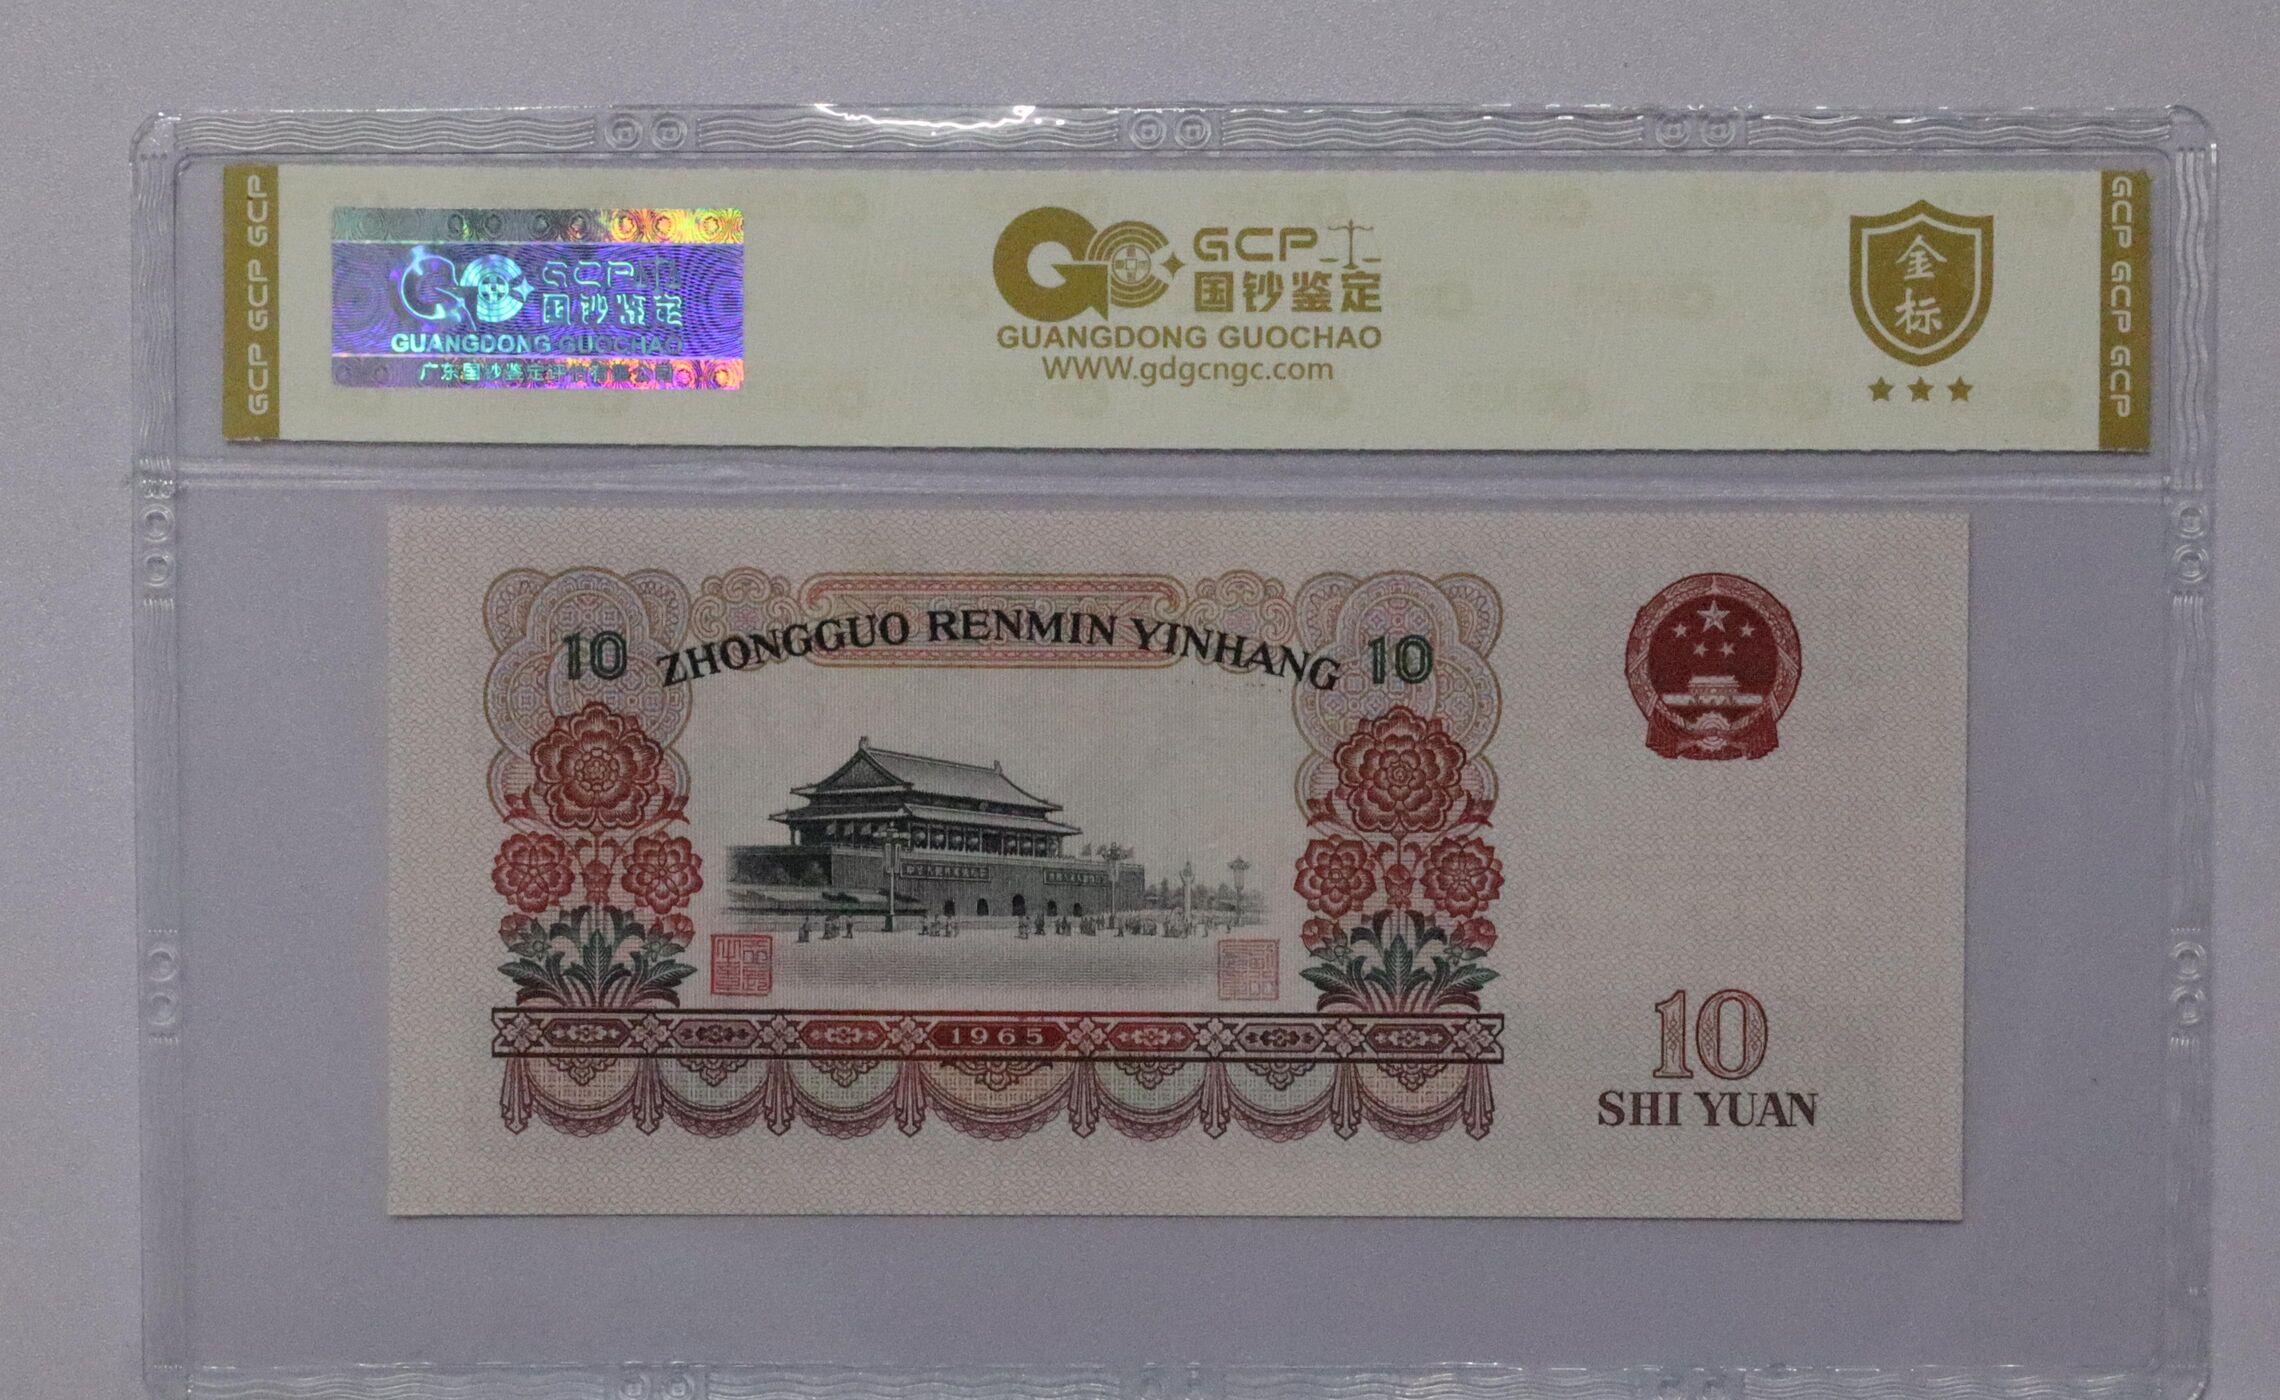 GCP GCP GCP
GCP
国钞鉴定
GUANGDONG GUOCHAO
广东国钞鉴定评估有限公司
GCP
国钞鉴定
GUANGDONG GUOCHAO
www.gdgcngc.com
金
标
GCP GCP GCP
10 ZHONGGUO RENMIN YINHANG 10
1965
10
SHI YUAN